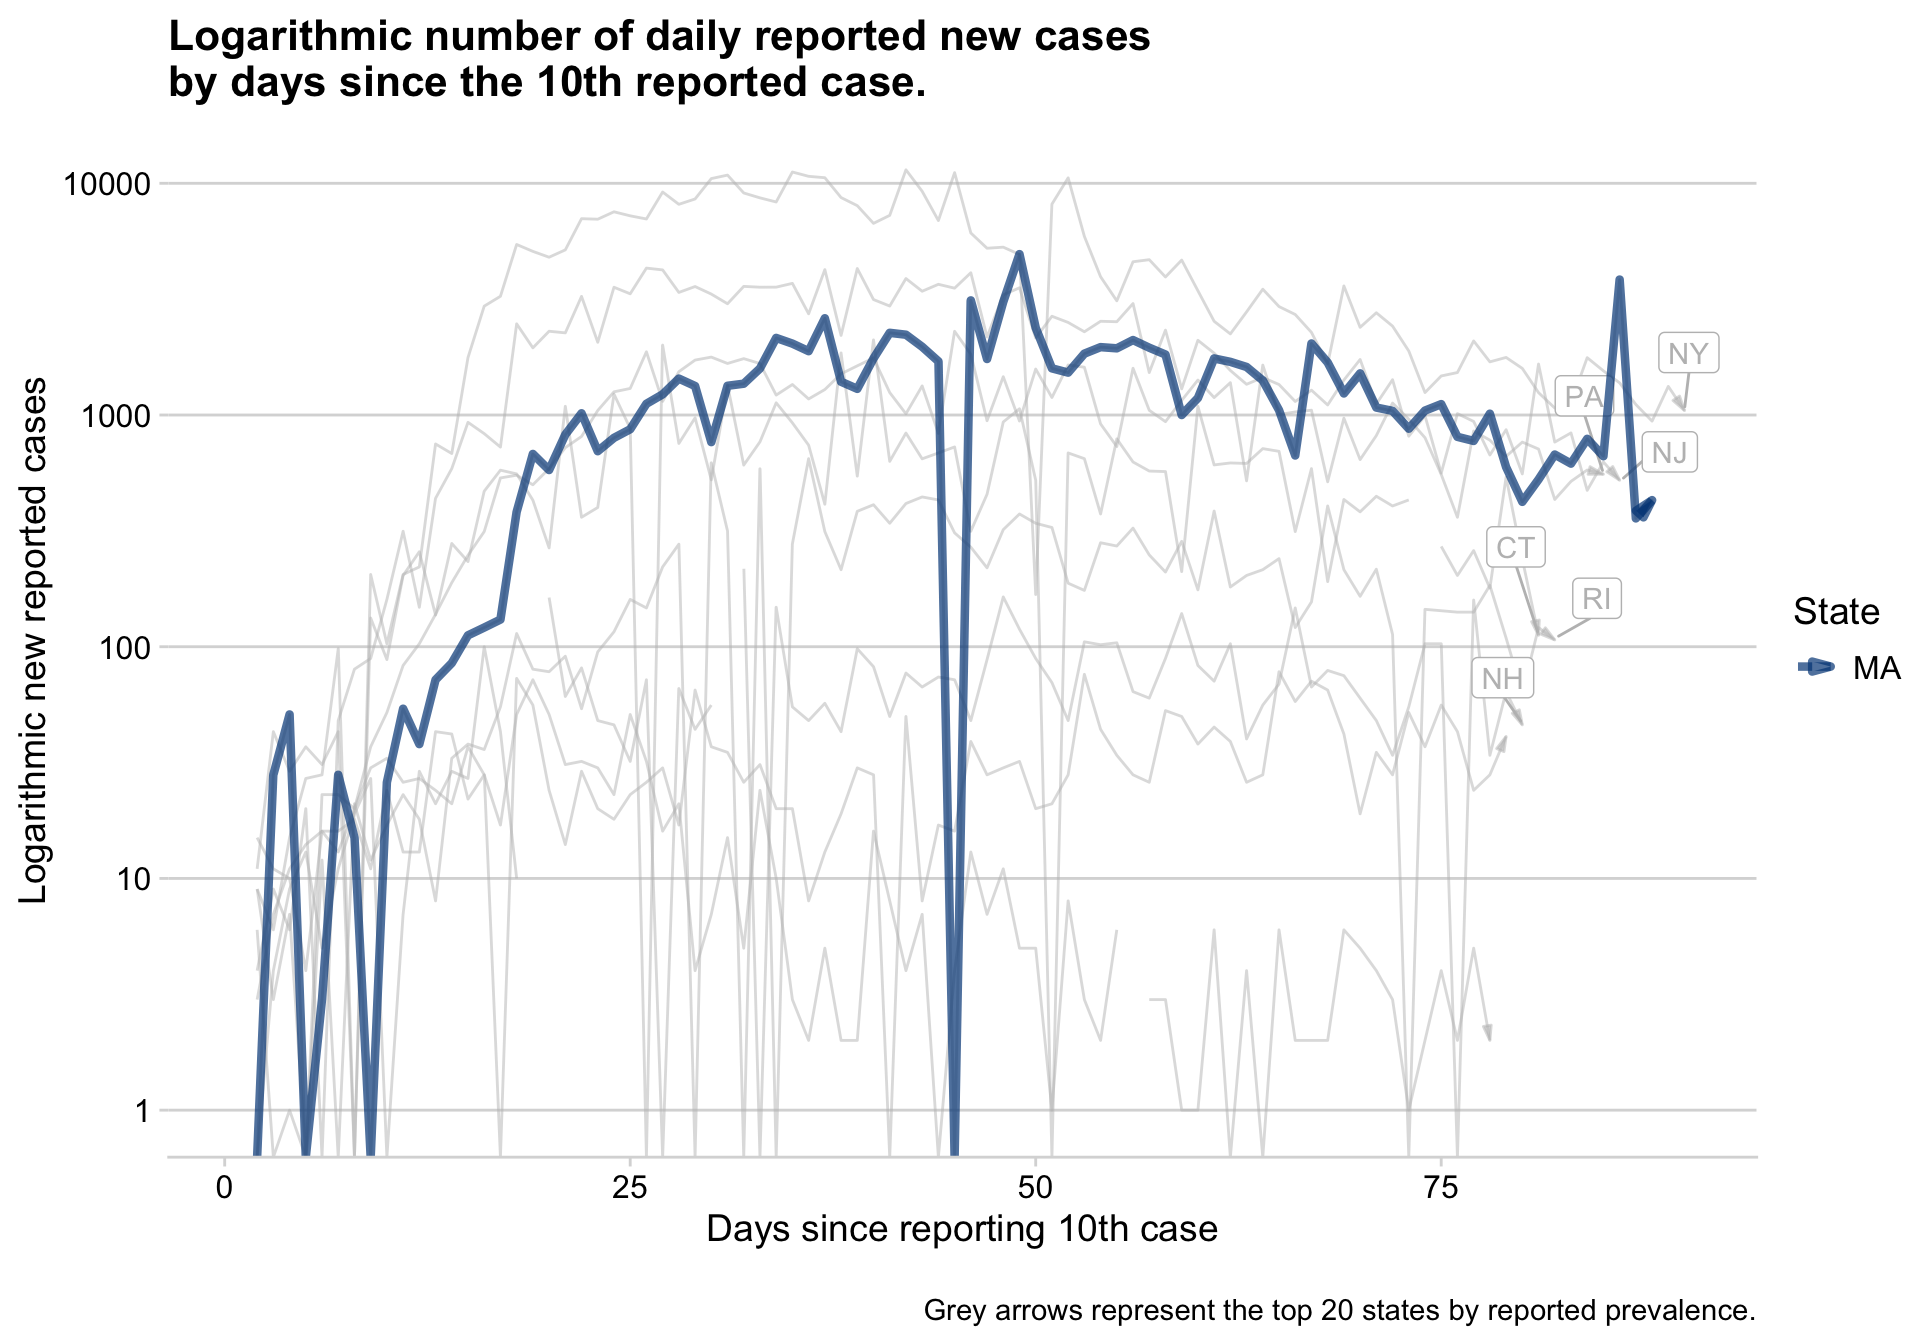 Logarithmic number of daily reported new cases
by days since the 10th reported case.
Logarithmic new reported cases
10000
1000
100
10
1
NY
PA
NJ
CT
RI
NH
State
MA
0
25
50
75
Days since reporting 10th case
Grey arrows represent the top 20 states by reported prevalence.